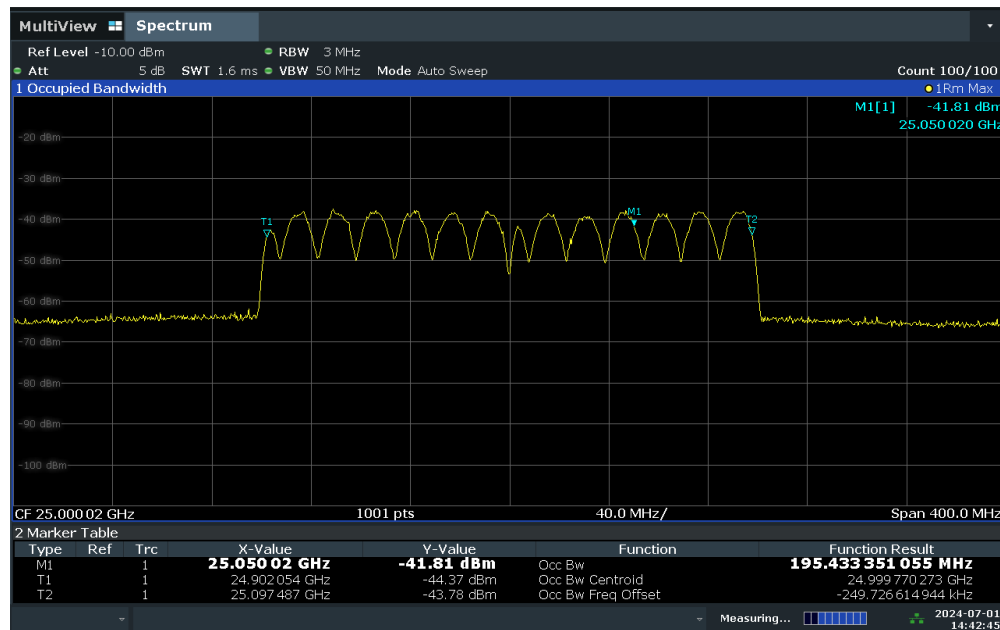 MultiView Spectrum
Ref Level -10.00 dBm RBW 3 MHz
Att 5 dB SWT 1.6 ms VBW 50 MHz Mode Auto Sweep Count 100/100
1 Occupied Bandwidth 1Rm Max
M1[1] -41.81 dBm
25.050 020 GHz
-20 dBm
-30 dBm
-40 dBm
T1 M1 T2
-50 dBm
-60 dBm
-70 dBm
-80 dBm
-90 dBm
-100 dBm
CF 25.000 02 GHz 1001 pts 40.0 MHz/ Span 400.0 MHz
2 Marker Table
Type Ref Trc X-Value Y-Value Function Function Result
M1 1 25.050 02 GHz -41.81 dBm Occ Bw 195.433 351 055 MHz
T1 1 24.902 054 GHz -44.37 dBm Occ Bw Centroid 24.999 770 273 GHz
T2 1 25.097 487 GHz -43.78 dBm Occ Bw Freq Offset -249.726 614 944 kHz
Measuring... 2024-07-01
14:42:45